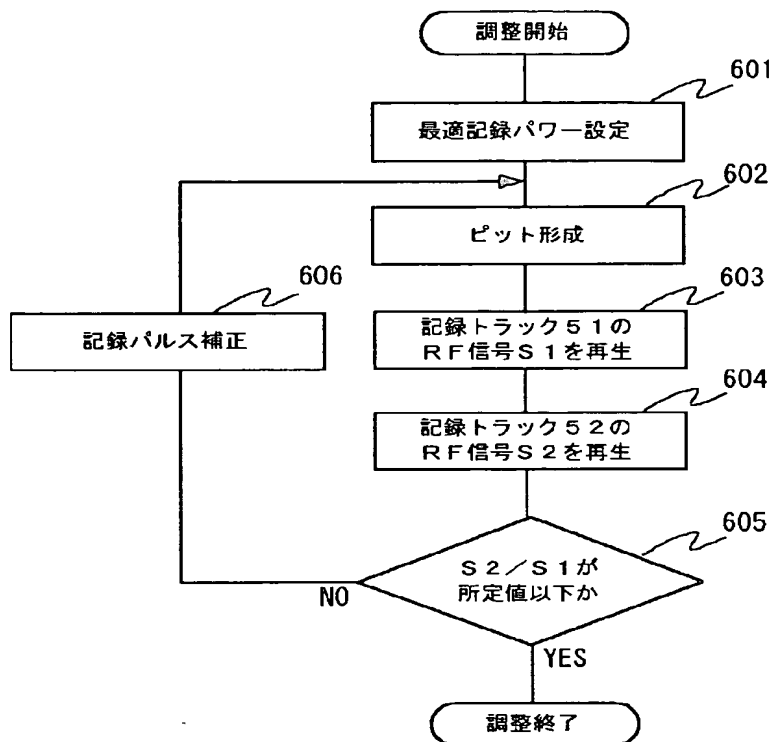 調整開始
601
最適記録パワー設定
602
ピット形成
603
記録トラック51の
RF信号S1を再生
604
記録トラック52の
RF信号S2を再生
605
S2/S1が
所定値以下か
NO
606
記録パルス補正
YES
調整終了